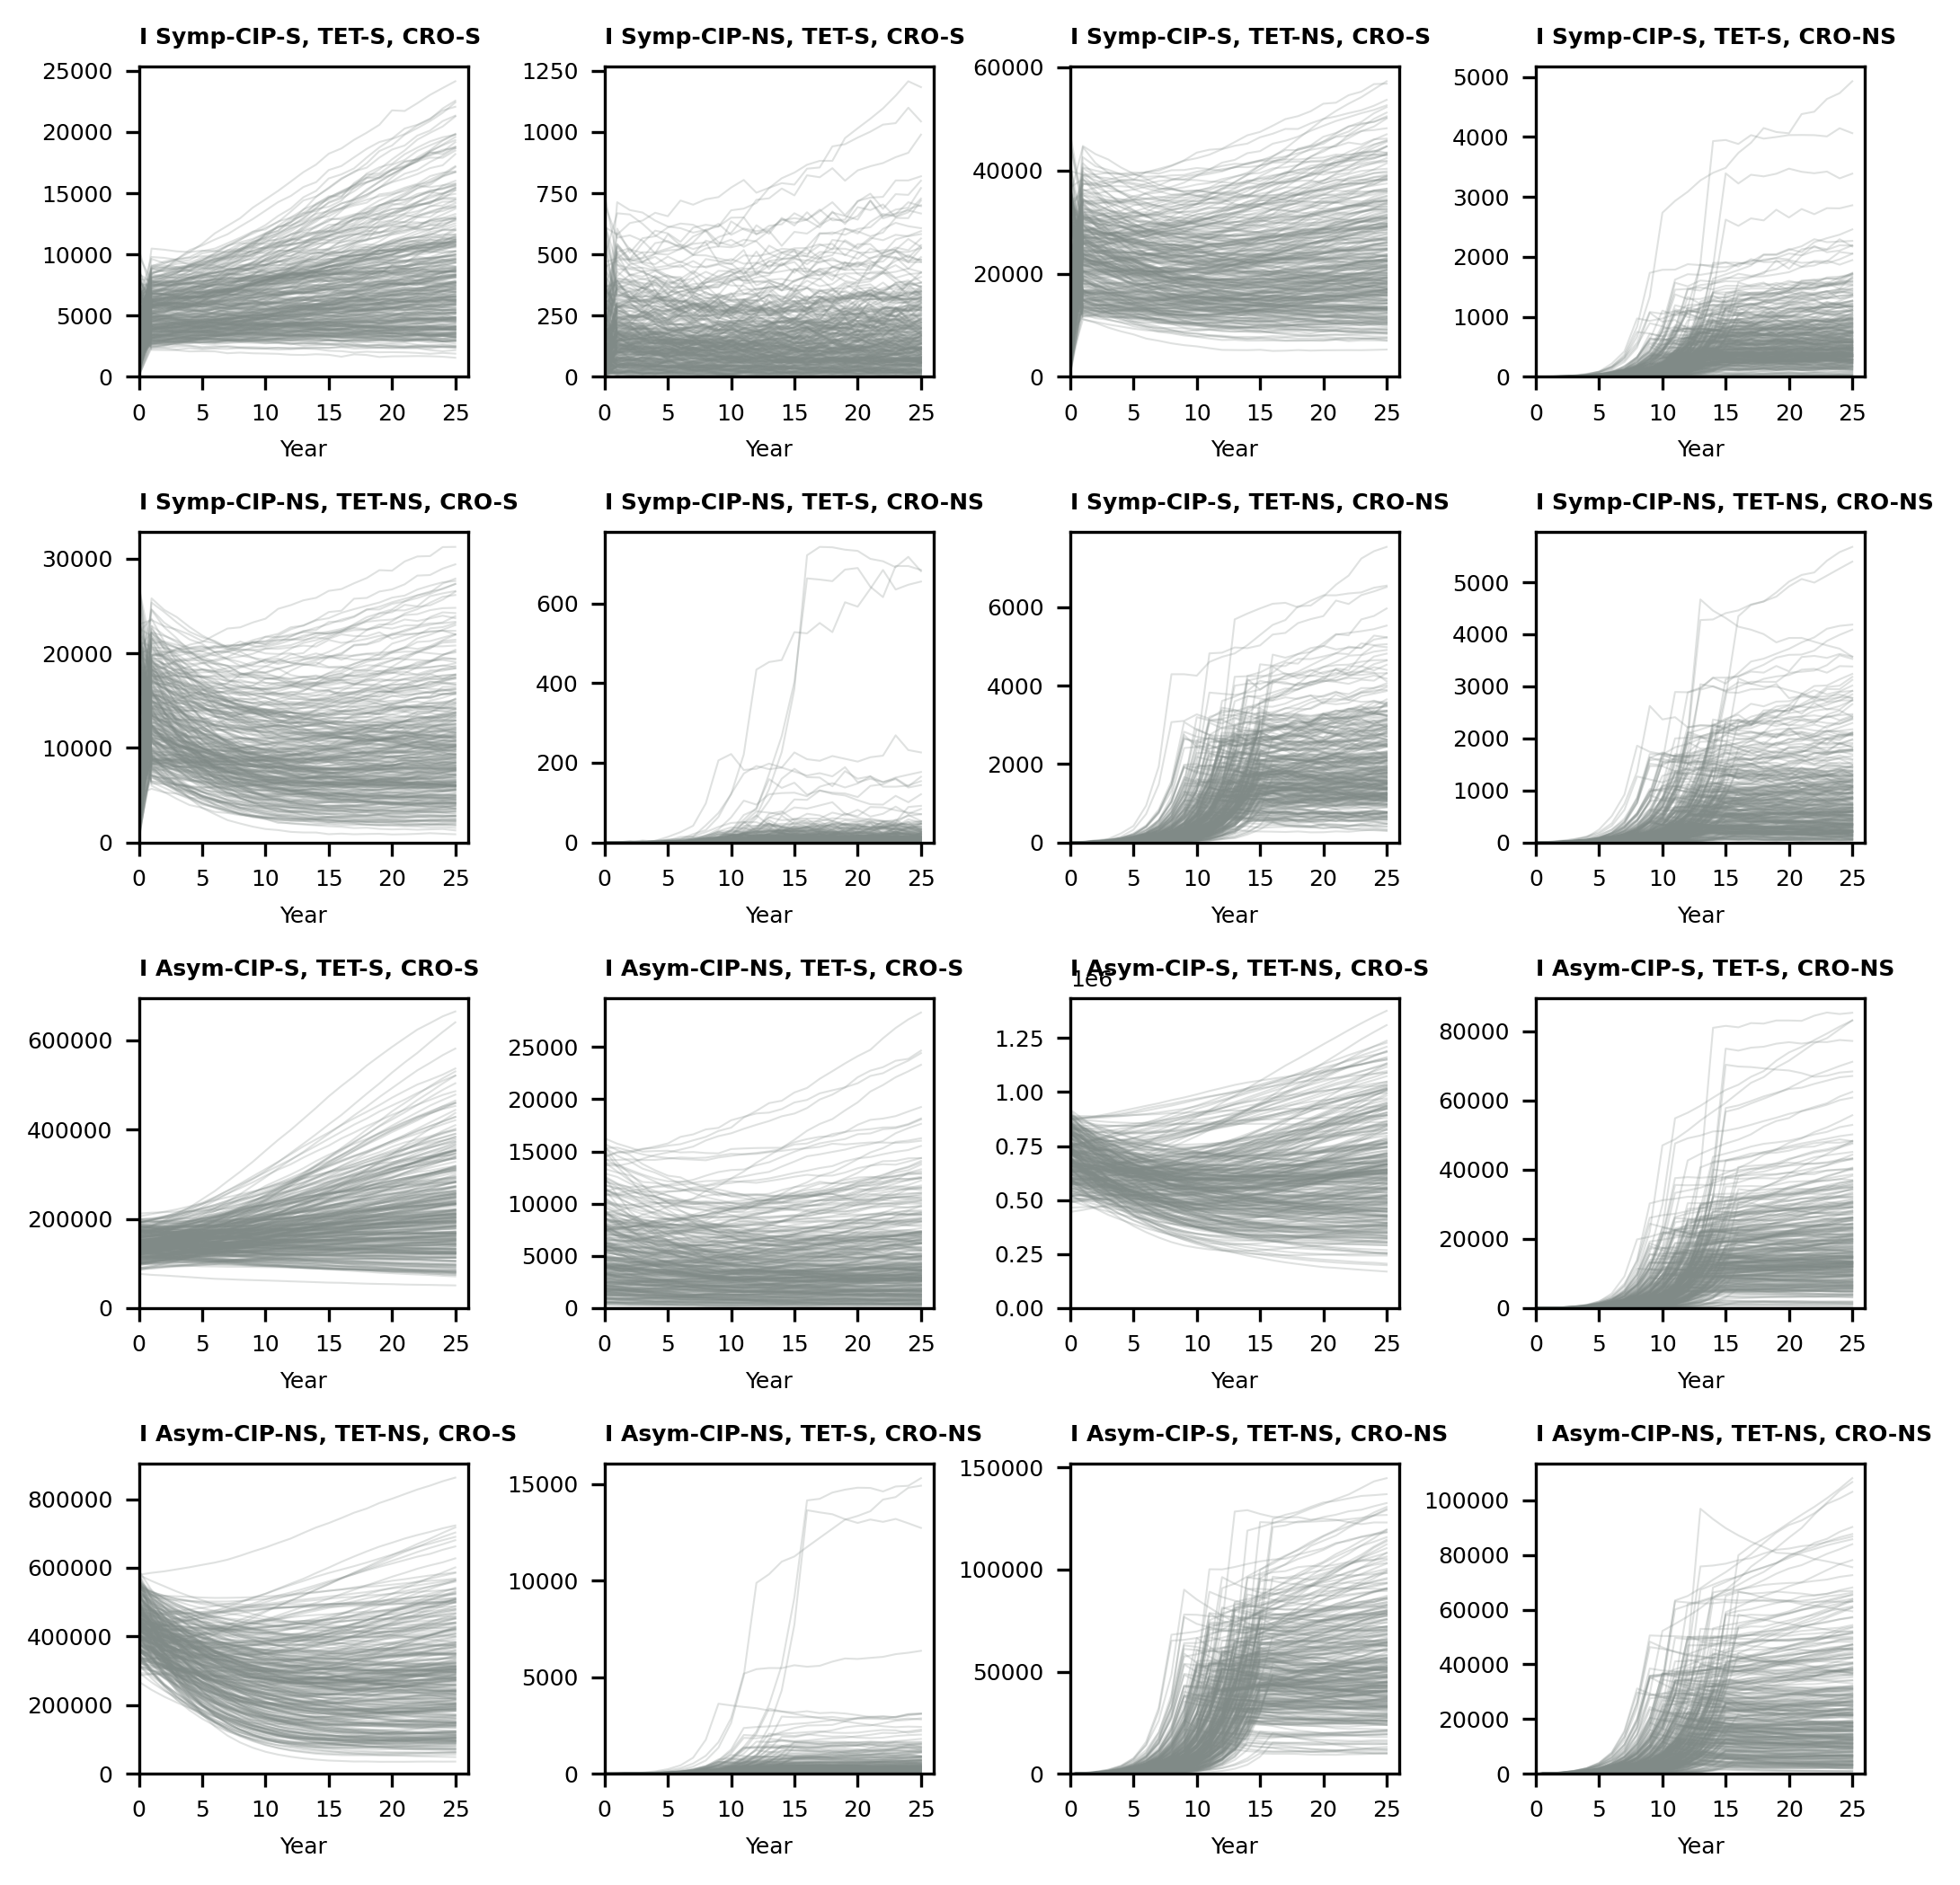 I Symp-CIP-S, TET-S, CRO-S
I Symp-CIP-NS, TET-S, CRO-S
I Symp-CIP-S, TET-NS, CRO-S
I Symp-CIP-S, TET-S, CRO-NS
25000
20000
15000
10000
5000
0
0 5 10 15 20 25
Year
1250
1000
750
500
250
0
0 5 10 15 20 25
Year
60000
40000
20000
0
0 5 10 15 20 25
Year
5000
4000
3000
2000
1000
0
0 5 10 15 20 25
Year
I Symp-CIP-NS, TET-NS, CRO-S
I Symp-CIP-NS, TET-S, CRO-NS
I Symp-CIP-S, TET-NS, CRO-NS
I Symp-CIP-NS, TET-NS, CRO-NS
30000
20000
10000
0
0 5 10 15 20 25
Year
600
400
200
0
0 5 10 15 20 25
Year
6000
4000
2000
0
0 5 10 15 20 25
Year
5000
4000
3000
2000
1000
0
0 5 10 15 20 25
Year
I Asym-CIP-S, TET-S, CRO-S
I Asym-CIP-NS, TET-S, CRO-S
I Asym-CIP-S, TET-NS, CRO-S
I Asym-CIP-S, TET-S, CRO-NS
600000
400000
200000
0
0 5 10 15 20 25
Year
25000
20000
15000
10000
5000
0
0 5 10 15 20 25
Year
1e6
1.25
1.00
0.75
0.50
0.25
0.00
0 5 10 15 20 25
Year
80000
60000
40000
20000
0
0 5 10 15 20 25
Year
I Asym-CIP-NS, TET-NS, CRO-S
I Asym-CIP-NS, TET-S, CRO-NS
I Asym-CIP-S, TET-NS, CRO-NS
I Asym-CIP-NS, TET-NS, CRO-NS
800000
600000
400000
200000
0
0 5 10 15 20 25
Year
15000
10000
5000
0
0 5 10 15 20 25
Year
150000
100000
50000
0
0 5 10 15 20 25
Year
100000
80000
60000
40000
20000
0
0 5 10 15 20 25
Year